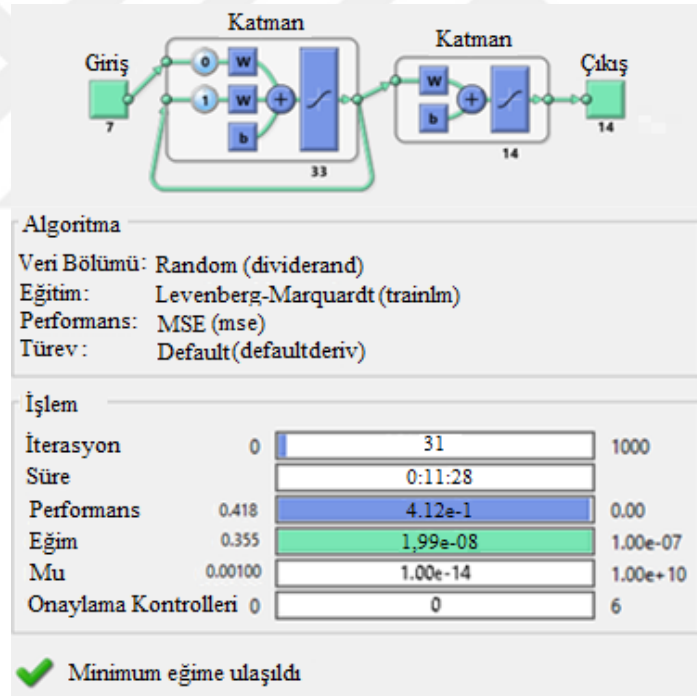 Katman
Katman
Giriş
Çıkış
0
W
1
W
b
+
7
33
W
b
+
14
14
Algoritma
Veri Bölümü: Random (dividerand)
Eğitim: Levenberg-Marquardt (trainlm)
Performans: MSE (mse)
Türev : Default (defaultderiv)
İşlem
İterasyon 0 31 1000
Süre 0:11:28
Performans 0.418 4.12e-1 0.00
Eğim 0.355 1,99e-08 1.00e-07
Mu 0.00100 1.00e-14 1.00e+10
Onaylama Kontrolleri 0 0 6
Minimum eğime ulaşıldı